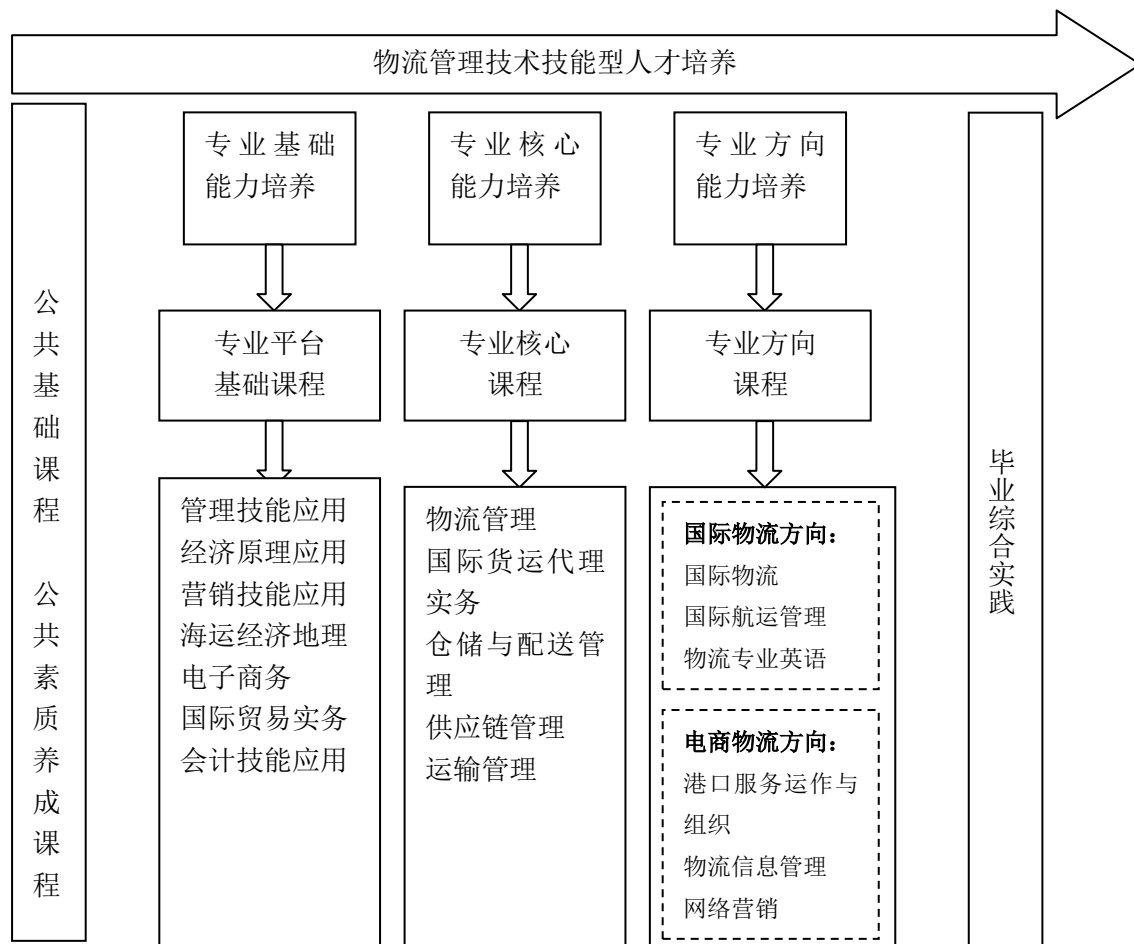 物流管理技术技能型人才培养
公
共
基
础
课
程
公
共
素
质
养
成
课
程
专业基础
能力培养
专业平台
基础课程
管理技能应用
经济原理应用
营销技能应用
海运经济地理
电子商务
国际贸易实务
会计技能应用
专业核心
能力培养
专业核心
课程
物流管理
国际货运代理
实务
仓储与配送管
理
供应链管理
运输管理
专业方向
能力培养
专业方向
课程
国际物流方向：
国际物流
国际航运管理
物流专业英语
电商物流方向：
港口服务运作与
组织
物流信息管理
网络营销
毕
业
综
合
实
践